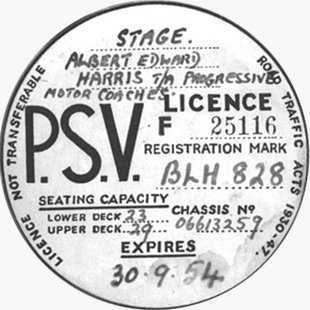 STAGE.
ALBERT EDWARD
HARRIS T/A PROGRESSIVE
MOTOR COACHES.
LICENCE
F 25116
P.S.V.
REGISTRATION MARK
BLH 828
SEATING CAPACITY
LOWER DECK 23
UPPER DECK 29
CHASSIS No
06613259
EXPIRES
30.9.54
LICENCE NOT TRANSFERABLE
ROAD TRAFFIC ACTS 1930-47.